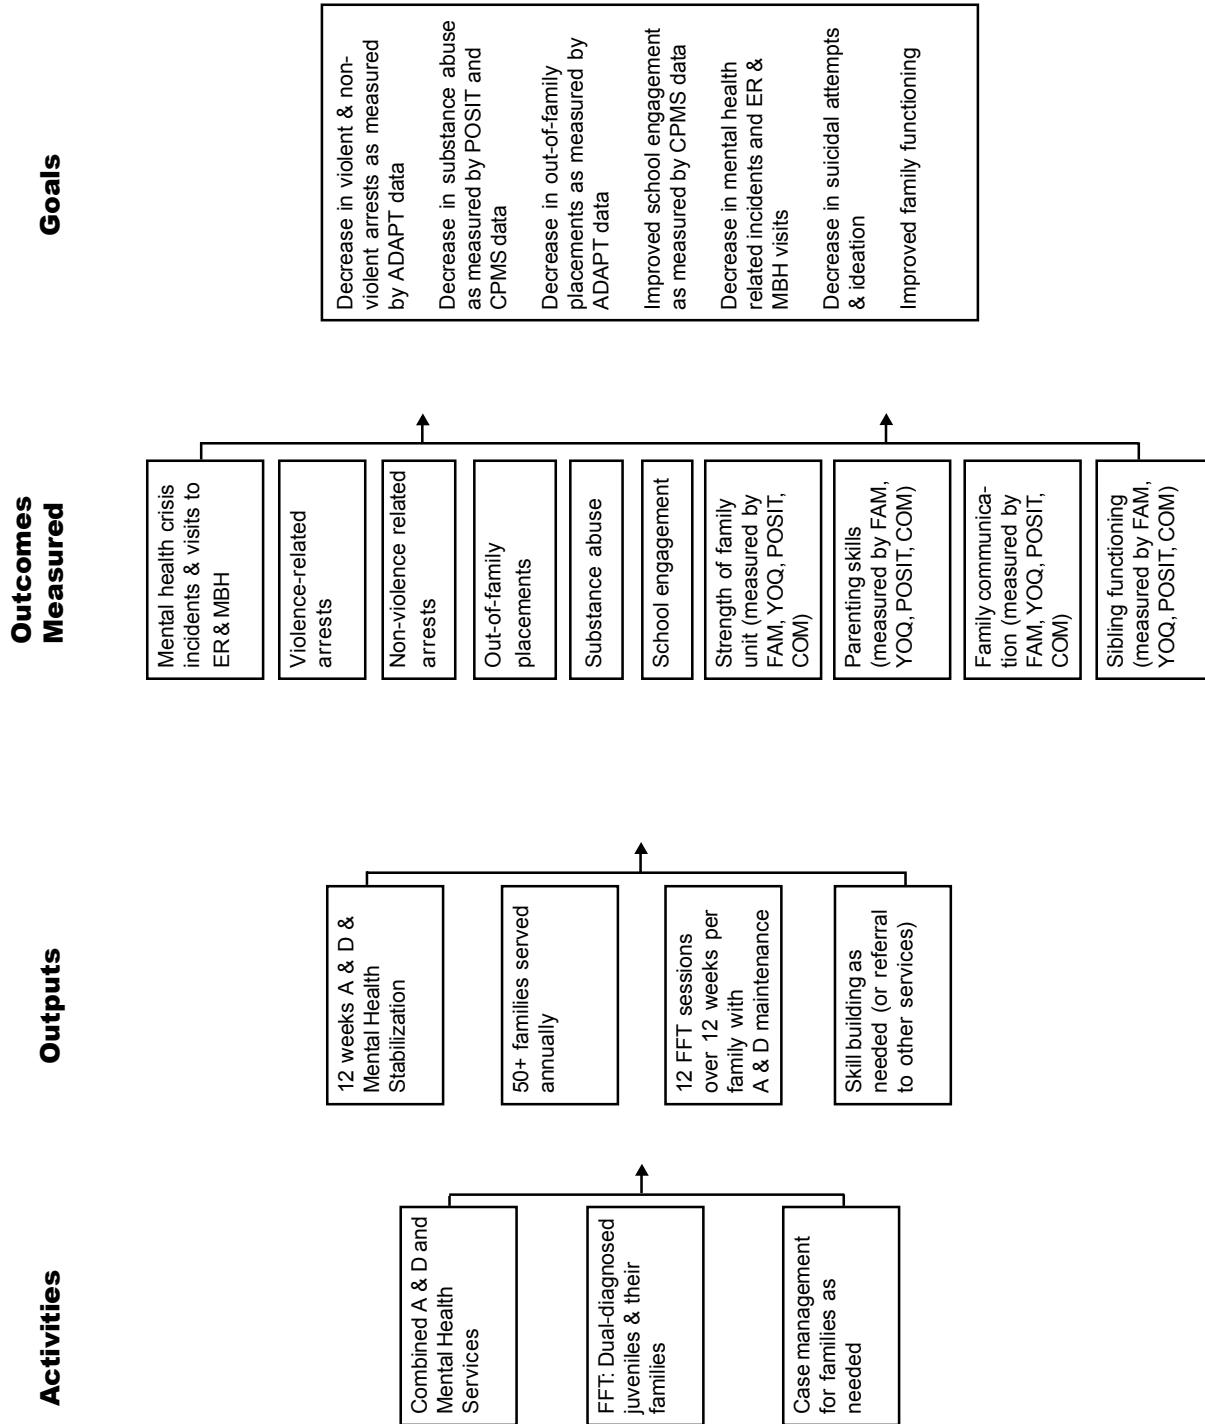 Activities
Combined A & D and
Mental Health
Services
FFT: Dual-diagnosed
juveniles & their
families
Case management
for families as
needed
Outputs
12 weeks A & D &
Mental Health
Stabilization
50+ families served
annually
12 FFT sessions
over 12 weeks per
family with
A & D maintenance
Skill building as
needed (or referral
to other services)
Outcomes
Measured
Mental health crisis
incidents & visits to
ER & MBH
Violence-related
arrests
Non-violence related
arrests
Out-of-family
placements
Substance abuse
School engagement
Strength of family
unit (measured by
FAM, YOQ, POSIT,
COM)
Parenting skills
(measured by FAM,
YOQ, POSIT, COM)
Family communica-
tion (measured by
FAM, YOQ, POSIT,
COM)
Sibling functioning
(measured by FAM,
YOQ, POSIT, COM)
Goals
Decrease in violent & non-
violent arrests as measured
by ADAPT data
Decrease in substance abuse
as measured by POSIT and
CPMS data
Decrease in out-of-family
placements as measured by
ADAPT data
Improved school engagement
as measured by CPMS data
Decrease in mental health
related incidents and ER &
MBH visits
Decrease in suicidal attempts
& ideation
Improved family functioning